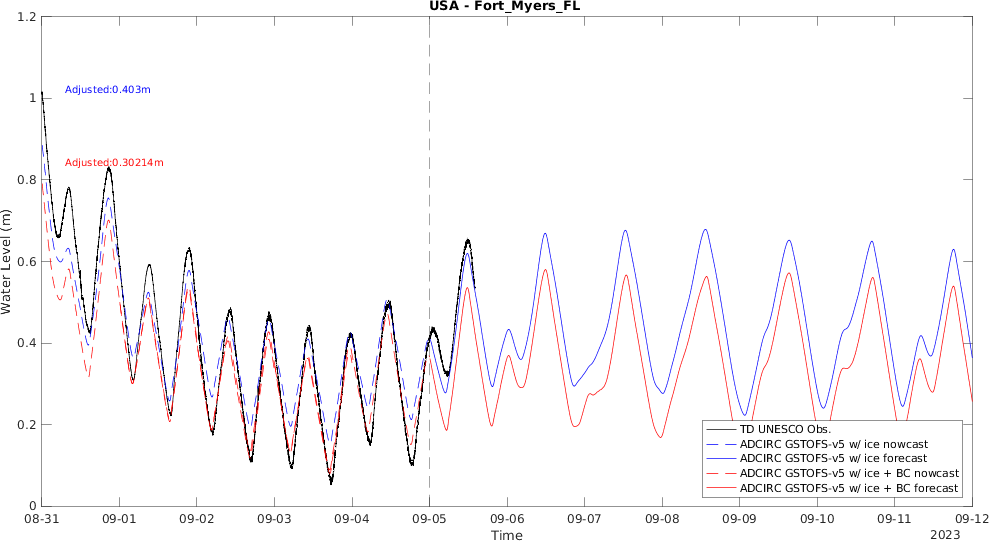 USA - Fort_Myers_FL
1.2
1
0.8
0.6
0.4
0.2
0
Water Level (m)
Adjusted:0.403m
Adjusted:0.30214m
TD UNESCO Obs.
ADCIRC GSTOFS-v5 w/ ice nowcast
ADCIRC GSTOFS-v5 w/ ice forecast
ADCIRC GSTOFS-v5 w/ ice + BC nowcast
ADCIRC GSTOFS-v5 w/ ice + BC forecast
08-31 09-01 09-02 09-03 09-04 09-05 09-06 09-07 09-08 09-09 09-10 09-11 09-12
Time
2023